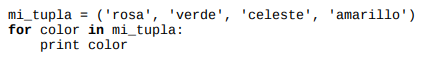 mi_tupla = ('rosa', 'verde', 'celeste', 'amarillo')
for color in mi_tupla:
    print color